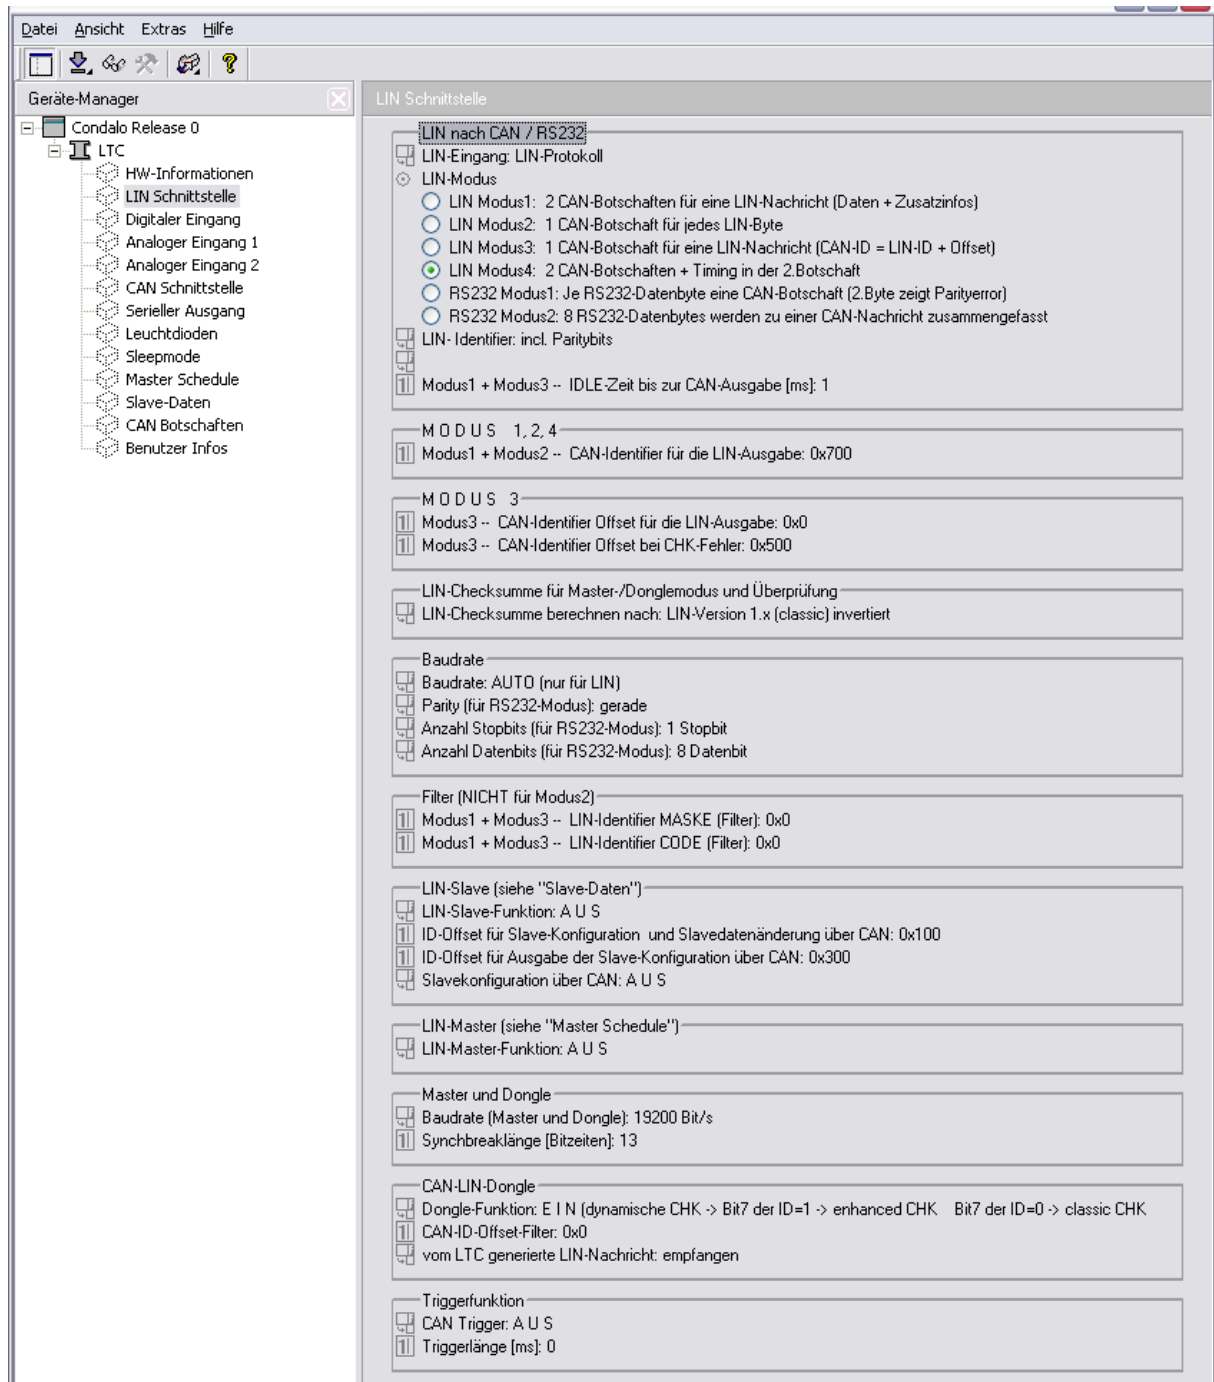 Datei Ansicht Extras Hilfe
Geräte-Manager
LIN Schnittstelle
Condalo Release 0
LTC
HW-Informationen
LIN Schnittstelle
Digitaler Eingang
Analoger Eingang 1
Analoger Eingang 2
CAN Schnittstelle
Serieller Ausgang
Leuchtdioden
Sleepmode
Master Schedule
Slave-Daten
CAN Botschaften
Benutzer Infos
LIN nach CAN / RS232
LIN-Eingang: LIN-Protokoll
LIN-Modus
LIN Modus1: 2 CAN-Botschaften für eine LIN-Nachricht (Daten + Zusatzinfos)
LIN Modus2: 1 CAN-Botschaft für jedes LIN-Byte
LIN Modus3: 1 CAN-Botschaft für eine LIN-Nachricht (CAN-ID = LIN-ID + Offset)
LIN Modus4: 2 CAN-Botschaften + Timing in der 2.Botschaft
RS232 Modus1: Je RS232-Datenbyte eine CAN-Botschaft (2.Byte zeigt Parityerror)
RS232 Modus2: 8 RS232-Datenbytes werden zu einer CAN-Nachricht zusammengefasst
LIN- Identifier: incl. Paritybits
Modus1 + Modus3 -- IDLE-Zeit bis zur CAN-Ausgabe [ms]: 1
M O D U S 1, 2, 4
Modus1 + Modus2 -- CAN-Identifier für die LIN-Ausgabe: 0x700
M O D U S 3
Modus3 -- CAN-Identifier Offset für die LIN-Ausgabe: 0x0
Modus3 -- CAN-Identifier Offset bei CHK-Fehler: 0x500
LIN-Checksumme für Master-/Donglemodus und Überprüfung
LIN-Checksumme berechnen nach: LIN-Version 1.x (classic) invertiert
Baudrate
Baudrate: AUTO (nur für LIN)
Parity (für RS232-Modus): gerade
Anzahl Stopbits (für RS232-Modus): 1 Stopbit
Anzahl Datenbits (für RS232-Modus): 8 Datenbit
Filter (NICHT für Modus2)
Modus1 + Modus3 -- LIN-Identifier MASKE (Filter): 0x0
Modus1 + Modus3 -- LIN-Identifier CODE (Filter): 0x0
LIN-Slave (siehe "Slave-Daten")
LIN-Slave-Funktion: A U S
ID-Offset für Slave-Konfiguration und Slavedatenänderung über CAN: 0x100
ID-Offset für Ausgabe der Slave-Konfiguration über CAN: 0x300
Slavekonfiguration über CAN: A U S
LIN-Master (siehe "Master Schedule")
LIN-Master-Funktion: A U S
Master und Dongle
Baudrate (Master und Dongle): 19200 Bit/s
Synchbreaklänge [Bitzeiten]: 13
CAN-LIN-Dongle
Dongle-Funktion: E I N (dynamische CHK -> Bit7 der ID=1 -> enhanced CHK Bit7 der ID=0 -> classic CHK
CAN-ID-Offset-Filter: 0x0
vom LTC generierte LIN-Nachricht: empfangen
Triggerfunktion
CAN Trigger: A U S
Triggerlänge [ms]: 0